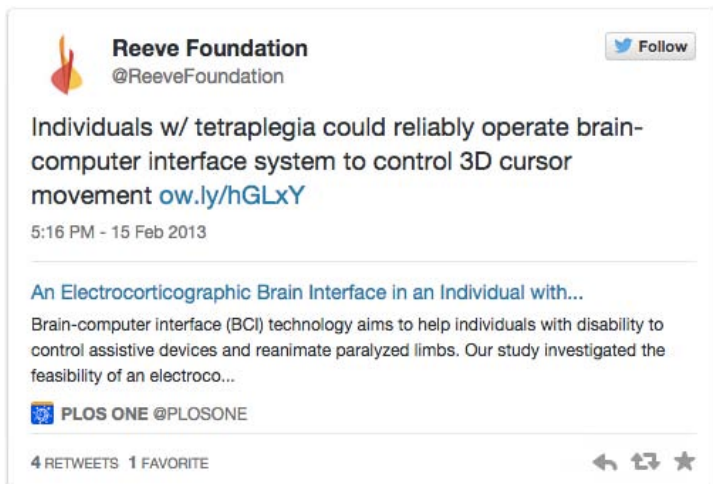 Reeve Foundation
@ReeveFoundation
Follow
Individuals w/ tetraplegia could reliably operate brain-
computer interface system to control 3D cursor
movement ow.ly/hGLxY
5:16 PM - 15 Feb 2013
An Electrocorticographic Brain Interface in an Individual with...
Brain-computer interface (BCI) technology aims to help individuals with disability to
control assistive devices and reanimate paralyzed limbs. Our study investigated the
feasibility of an electroco...
PLOS ONE @PLOSONE
4 RETWEETS 1 FAVORITE